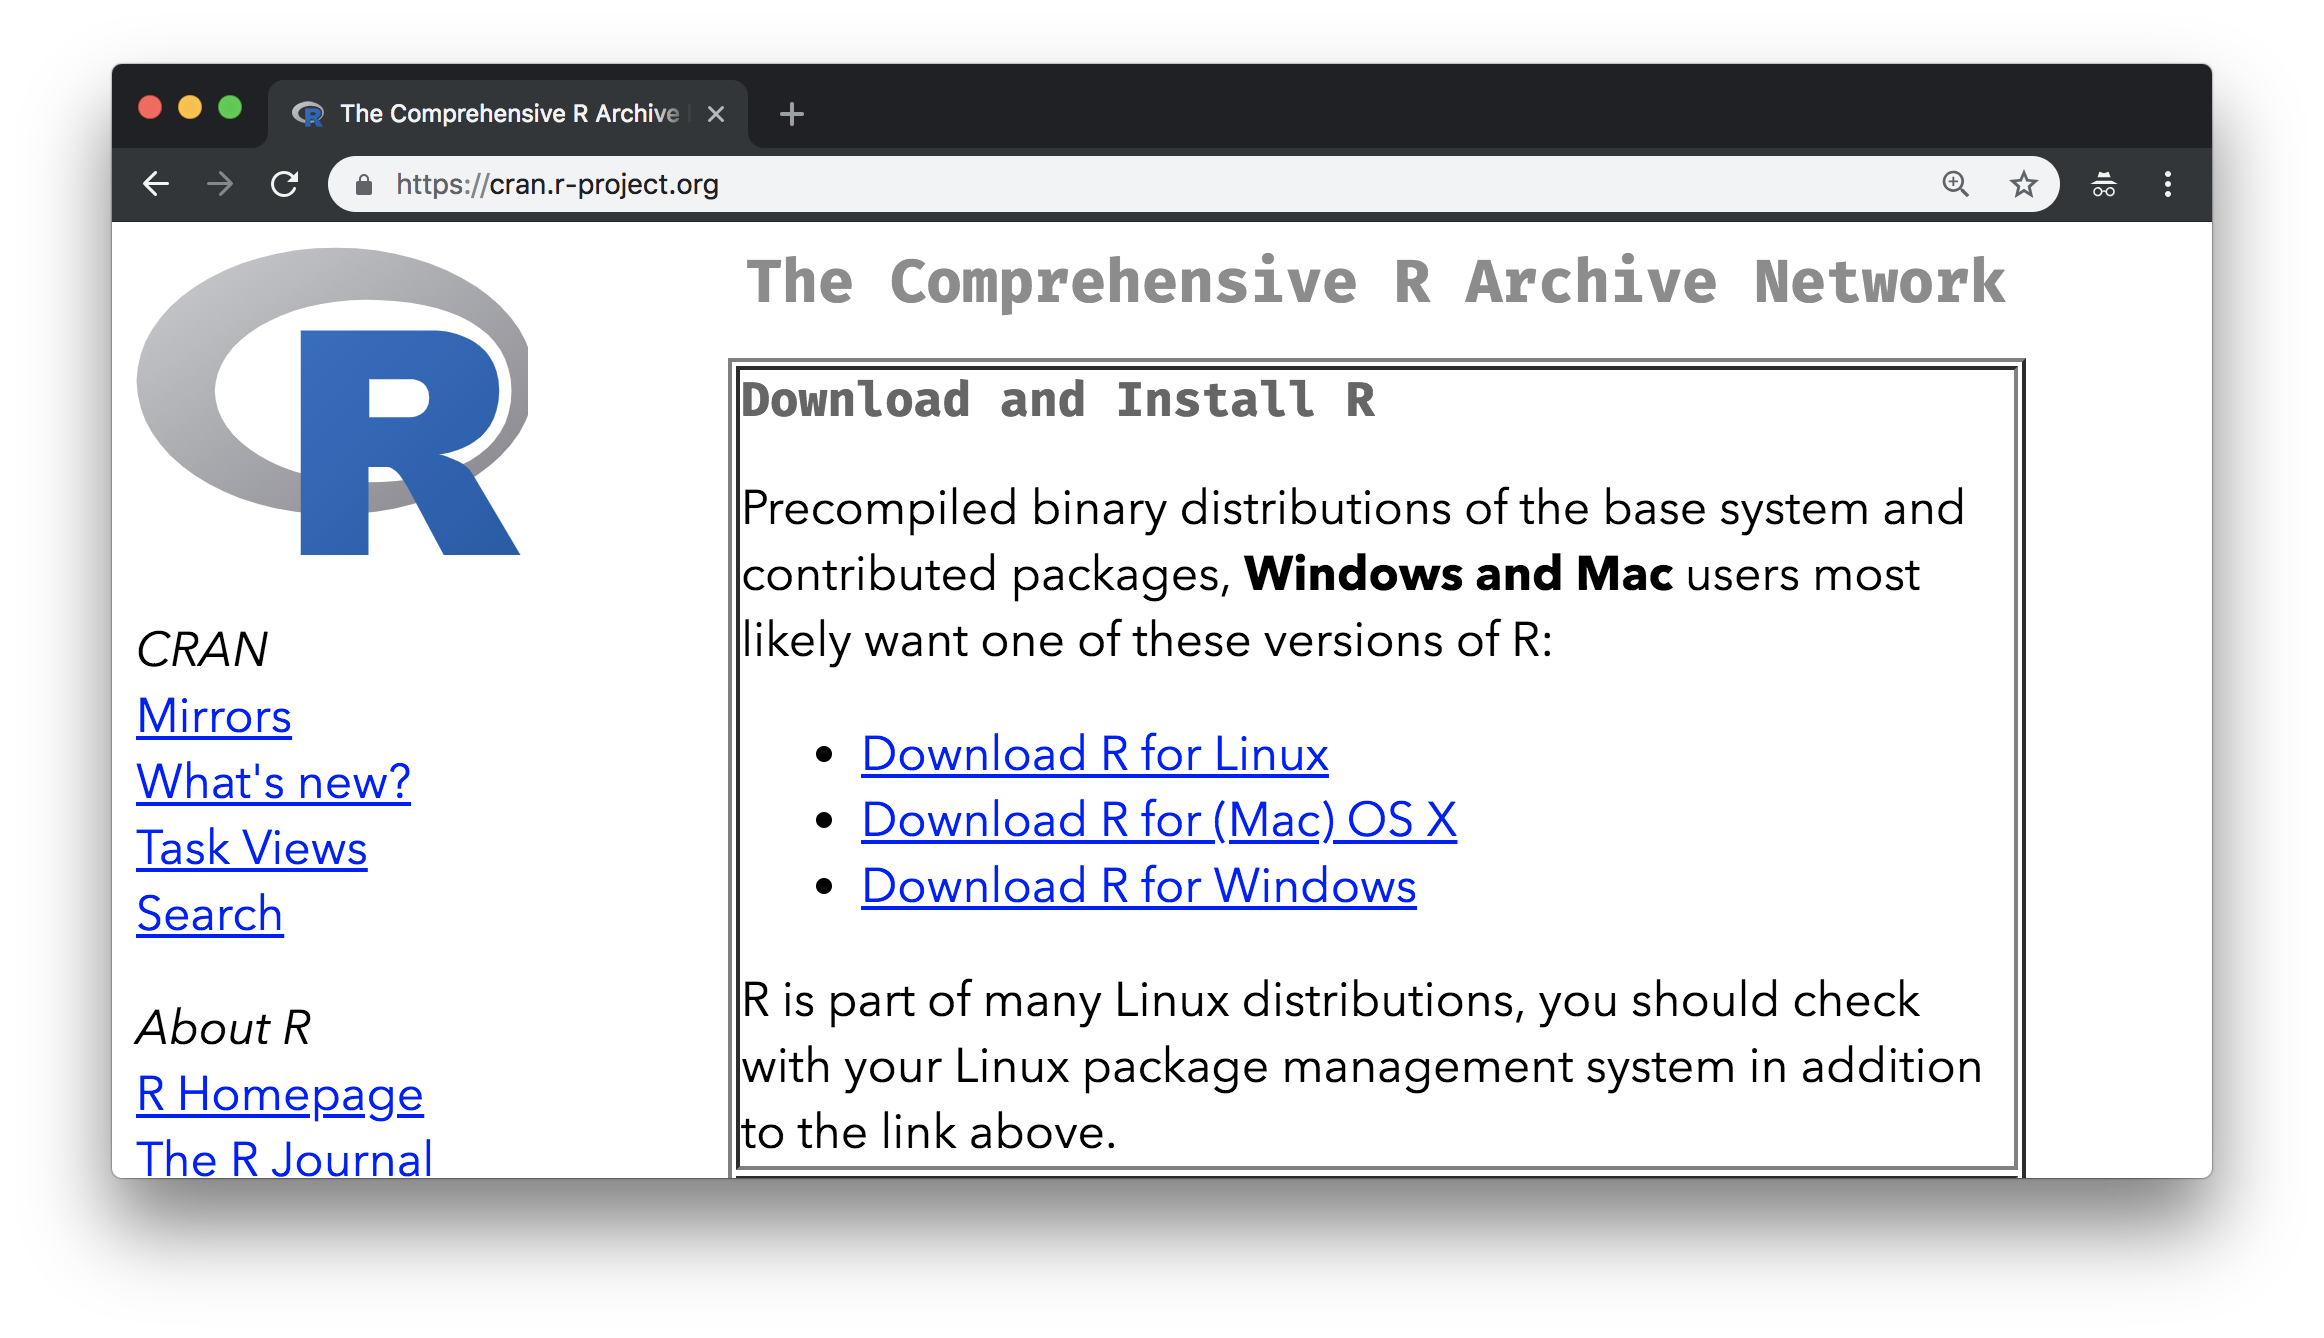 The Comprehensive R Archive
https://cran.r-project.org
R
CRAN
Mirrors
What's new?
Task Views
Search
About R
R Homepage
The R Journal
The Comprehensive R Archive Network
Download and Install R
Precompiled binary distributions of the base system and
contributed packages, Windows and Mac users most
likely want one of these versions of R:
Download R for Linux
Download R for (Mac) OS X
Download R for Windows
R is part of many Linux distributions, you should check
with your Linux package management system in addition
to the link above.